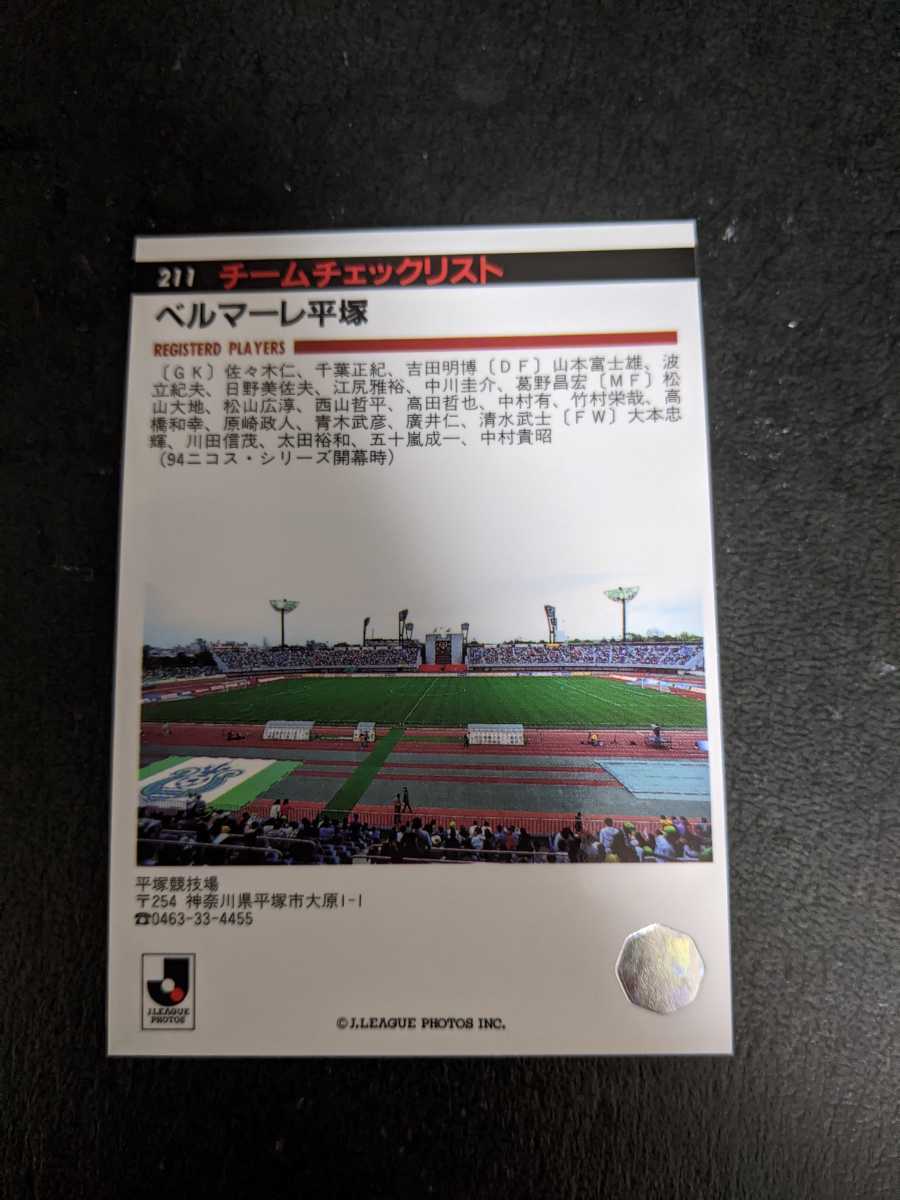 211 チームチェックリスト
ベルマーレ平塚
REGISTERD PLAYERS
〔GK〕佐々木仁、千葉正紀、吉田明博〔DF〕山本富士雄、波
立紀夫、日野美佐夫、江尻雅裕、中川圭介、葛野昌宏〔MF〕松
山大地、松山広淳、西山哲平、高田哲也、中村有、竹村栄哉、高
橋和幸、原崎政人、青木武彦、廣井仁、清水武士〔FW〕大本忠
輝、川田信茂、太田裕和、五十嵐成一、中村貴昭
(94ニコス・シリーズ開幕時)
平塚競技場
〒254 神奈川県平塚市大原1-1
☎0463-33-4455
J.LEAGUE
PHOTOS
©J.LEAGUE PHOTOS INC.